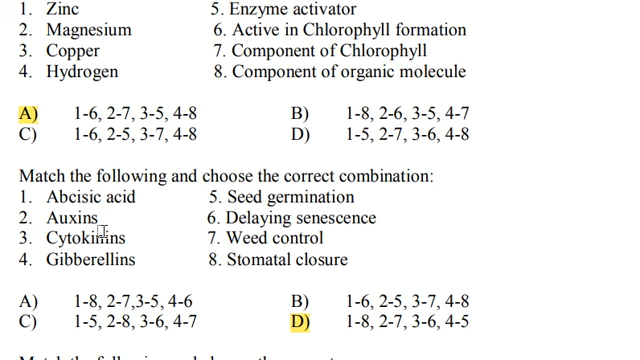 1. Zinc 5. Enzyme activator
2. Magnesium 6. Active in Chlorophyll formation
3. Copper 7. Component of Chlorophyll
4. Hydrogen 8. Component of organic molecule
A) 1-6, 2-7, 3-5, 4-8 B) 1-8, 2-6, 3-5, 4-7
C) 1-6, 2-5, 3-7, 4-8 D) 1-5, 2-7, 3-6, 4-8
Match the following and choose the correct combination:
1. Abcisic acid 5. Seed germination
2. Auxins 6. Delaying senescence
3. Cytokinins 7. Weed control
4. Gibberellins 8. Stomatal closure
A) 1-8, 2-7,3-5, 4-6 B) 1-6, 2-5, 3-7, 4-8
C) 1-5, 2-8, 3-6, 4-7 D) 1-8, 2-7, 3-6, 4-5